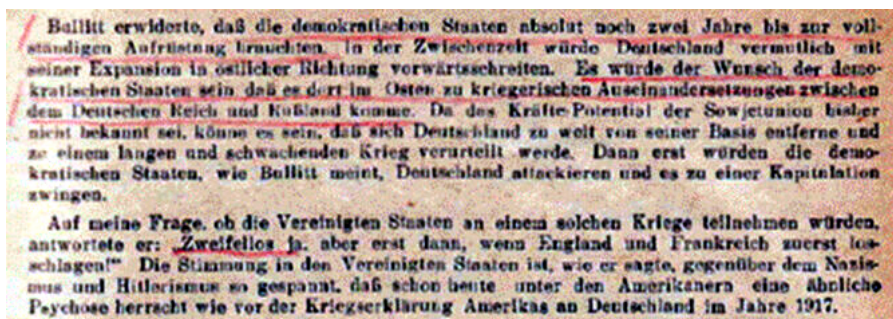 Bullitt erwiderte, daß die demokratischen Staaten absolut noch zwei Jahre bis zur voll-
ständigen Aufrüstung brauchten. In der Zwischenzeit würde Deutschland vermutlich mit
seiner Expansion in östlicher Richtung vorwärtsschreiten. Es würde der Wunsch der demo-
kratischen Staaten sein daß es dort im Osten zu kriegerischen Auseinandersetzungen zwischen
dem Deutschen Reich und Rußland komme. Da das Kräfte-Potential der Sowjetunion bisher
nicht bekannt sei, könne es sein, daß sich Deutschland zu weit von seiner Basis entferne und
zu einem langen und schwächenden Krieg verurteilt werde. Dann erst würden die demo-
kratischen Staaten, wie Bullitt meint, Deutschland attackieren und es zu einer Kapitulation
zwingen.
Auf meine Frage, ob die Vereinigten Staaten an einem solchen Kriege teilnehmen würden,
antwortete er: „Zweifellos ja, aber erst dann, wenn England und Frankreich zuerst los-
schlagen!“ Die Stimmung in den Vereinigten Staaten ist, wie er sagte, gegenüber dem Nazis-
mus und Hitlerismus so gespannt, daß schon heute unter den Amerikanern eine ähnliche
Psychose herrscht wie vor der Kriegserklärung Amerikas an Deutschland im Jahre 1917.